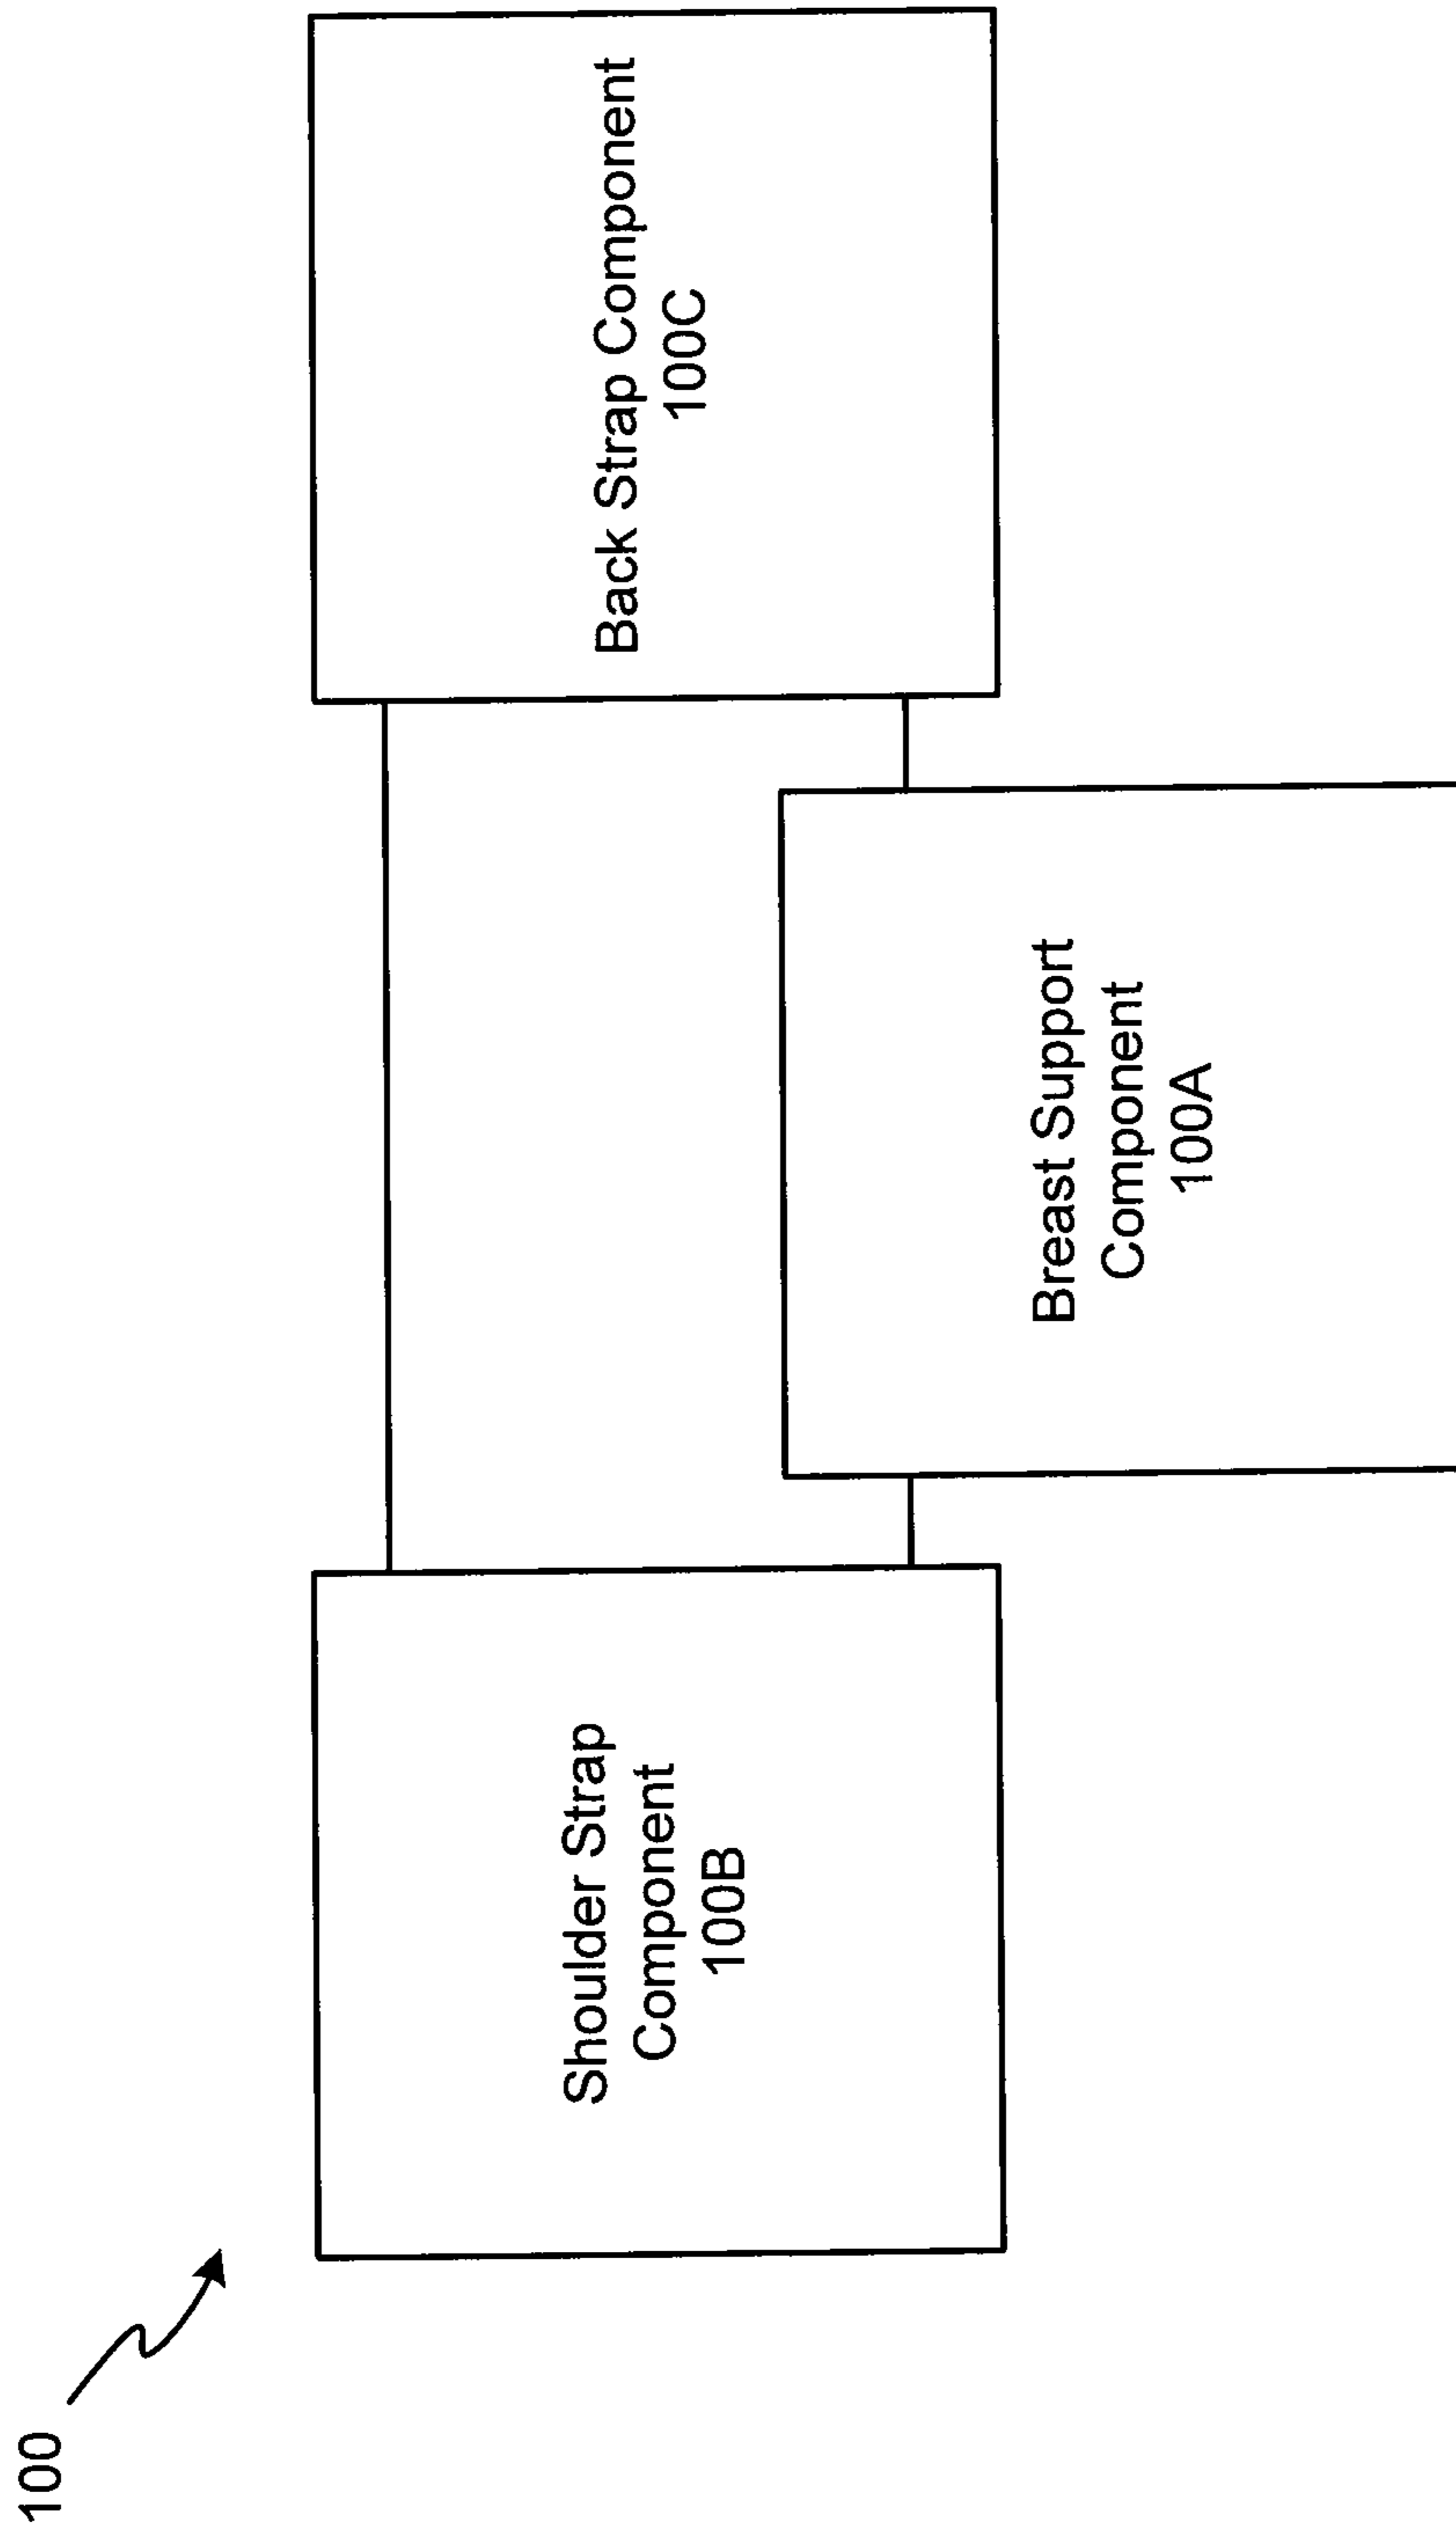 100
Shoulder Strap
Component
100B
Back Strap Component
100C
Breast Support
Component
100A